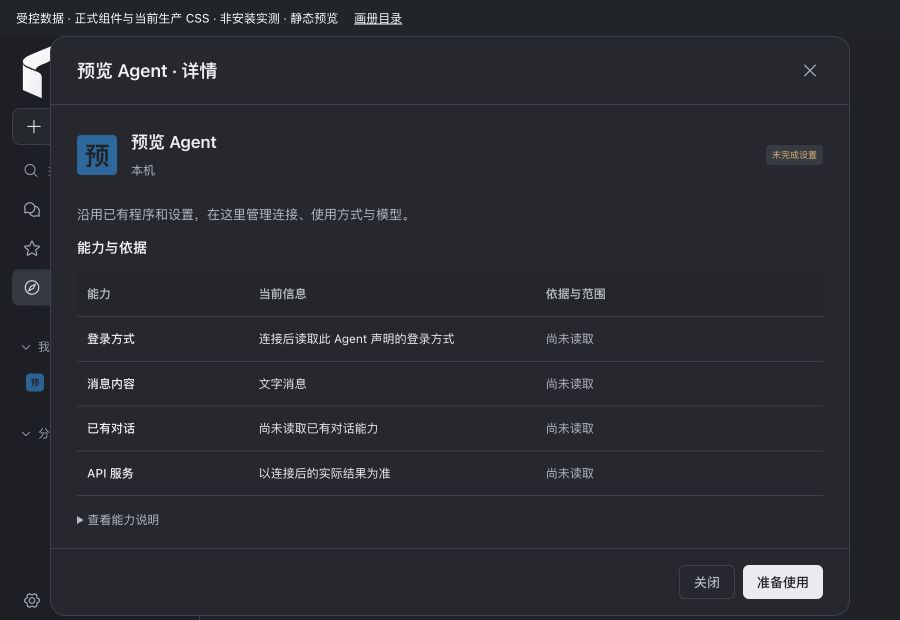 受控数据 · 正式组件与当前生产 CSS · 非安装实测 · 静态预览 画册目录
预览 Agent · 详情
预
预览 Agent
本机
未完成设置
沿用已有程序和设置，在这里管理连接、使用方式与模型。
能力与依据
能力 当前信息 依据与范围
登录方式 连接后读取此 Agent 声明的登录方式 尚未读取
我
消息内容 文字消息 尚未读取
预
已有对话 尚未读取已有对话能力 尚未读取
分
API 服务 以连接后的实际结果为准 尚未读取
查看能力说明
关闭 准备使用